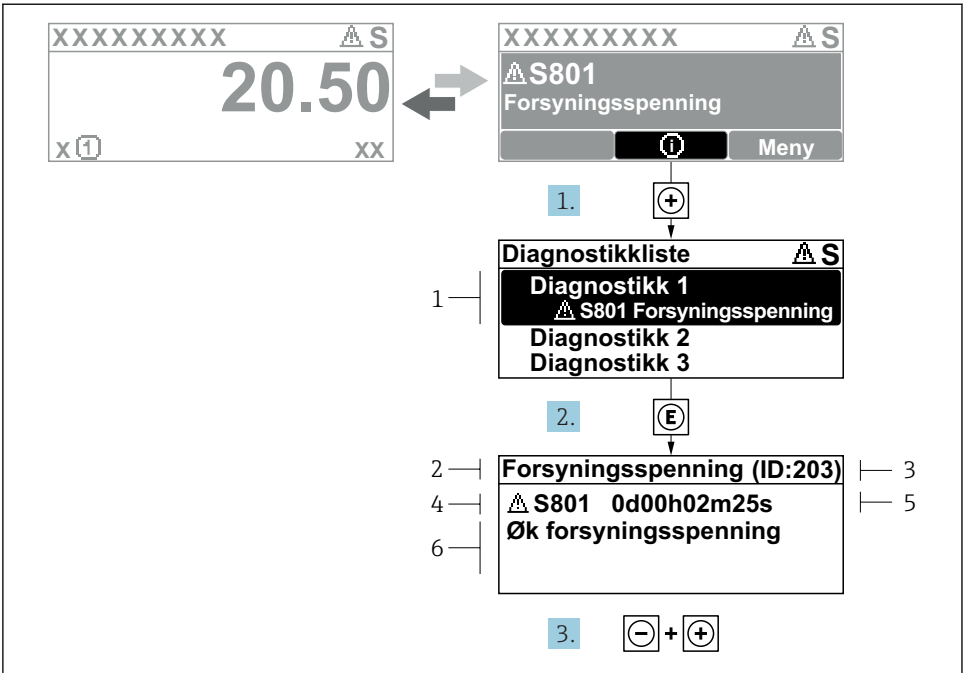 XXXXXXXXX ⚠ S
20.50
X ① XX
XXXXXXXXX ⚠ S
⚠ S801
Forsyningsspenning
ⓘ Meny
1. ⊕
Diagnostikkliste ⚠ S
1 Diagnostikk 1
⚠ S801 Forsyningsspenning
Diagnostikk 2
Diagnostikk 3
2. E
2 Forsyningsspenning (ID:203) 3
4 ⚠ S801 0d00h02m25s 5
6 Øk forsyningsspenning
3. ⊖ + ⊕